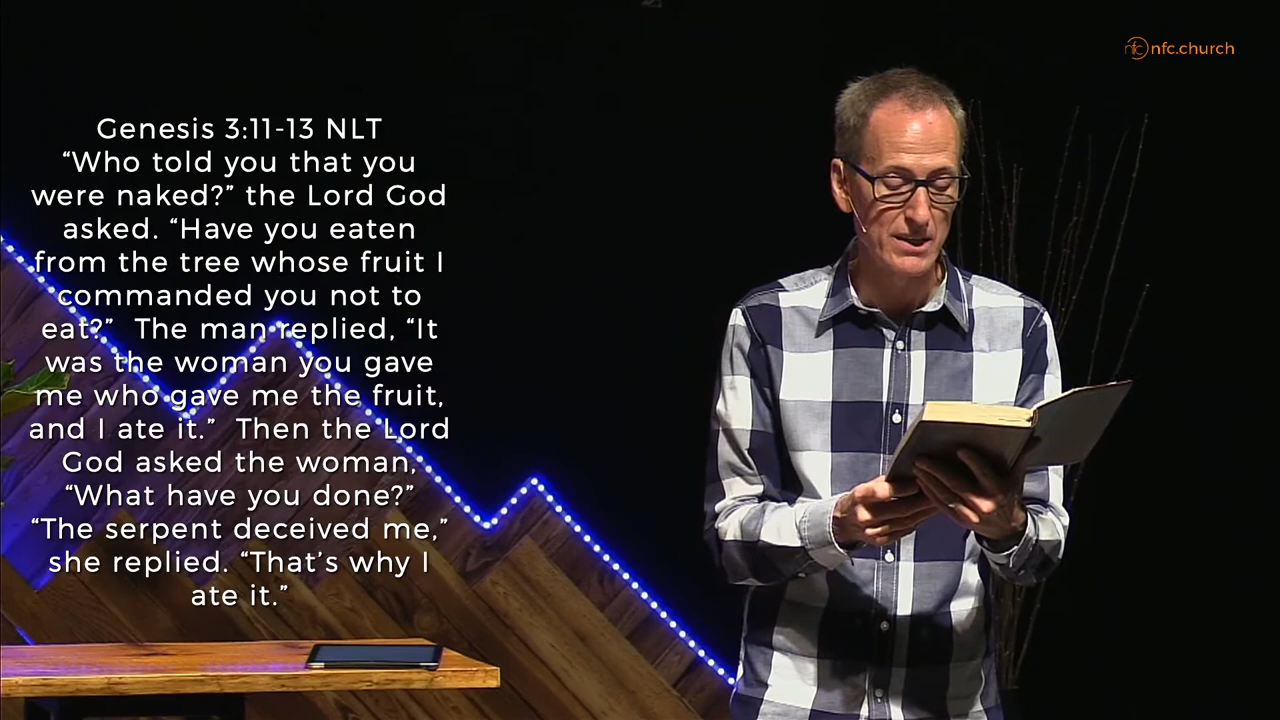 nfc nfc.church
Genesis 3:11-13 NLT
“Who told you that you
were naked?” the Lord God
asked. “Have you eaten
from the tree whose fruit I
commanded you not to
eat?”  The man replied, “It
was the woman you gave
me who gave me the fruit,
and I ate it.”  Then the Lord
God asked the woman,
“What have you done?”
“The serpent deceived me,”
she replied. “That’s why I
ate it.”